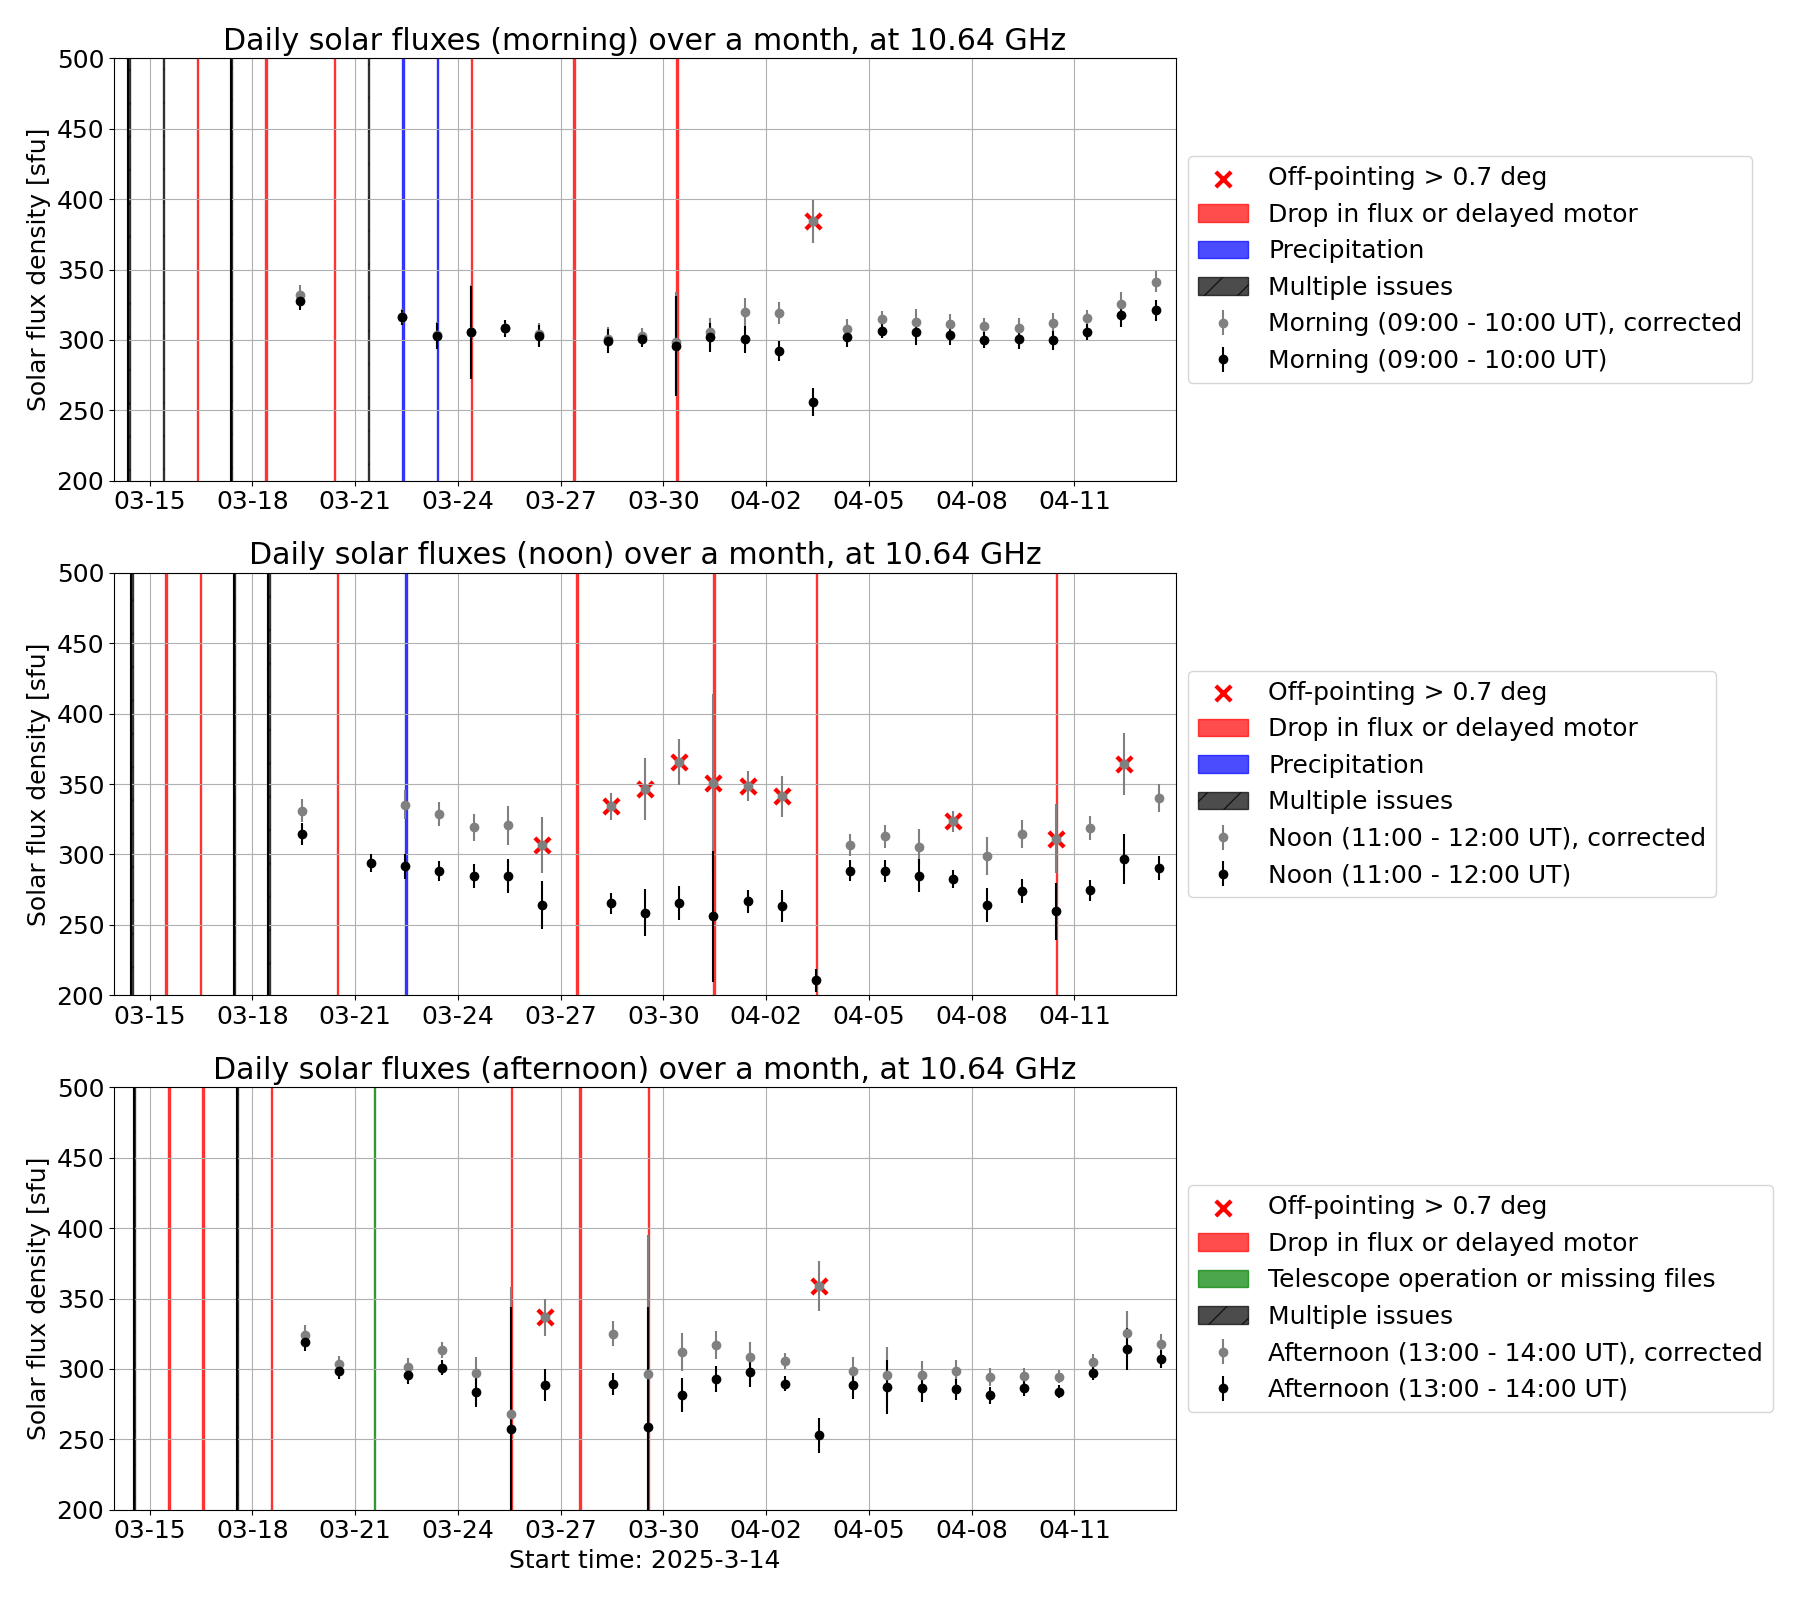 Daily solar fluxes (morning) over a month, at 10.64 GHz
Solar flux density [sfu]
500
450
400
350
300
250
200
03-15 03-18 03-21 03-24 03-27 03-30 04-02 04-05 04-08 04-11
Off-pointing > 0.7 deg
Drop in flux or delayed motor
Precipitation
Multiple issues
Morning (09:00 - 10:00 UT), corrected
Morning (09:00 - 10:00 UT)
Daily solar fluxes (noon) over a month, at 10.64 GHz
Solar flux density [sfu]
500
450
400
350
300
250
200
03-15 03-18 03-21 03-24 03-27 03-30 04-02 04-05 04-08 04-11
Off-pointing > 0.7 deg
Drop in flux or delayed motor
Precipitation
Multiple issues
Noon (11:00 - 12:00 UT), corrected
Noon (11:00 - 12:00 UT)
Daily solar fluxes (afternoon) over a month, at 10.64 GHz
Solar flux density [sfu]
500
450
400
350
300
250
200
03-15 03-18 03-21 03-24 03-27 03-30 04-02 04-05 04-08 04-11
Start time: 2025-3-14
Off-pointing > 0.7 deg
Drop in flux or delayed motor
Telescope operation or missing files
Multiple issues
Afternoon (13:00 - 14:00 UT), corrected
Afternoon (13:00 - 14:00 UT)